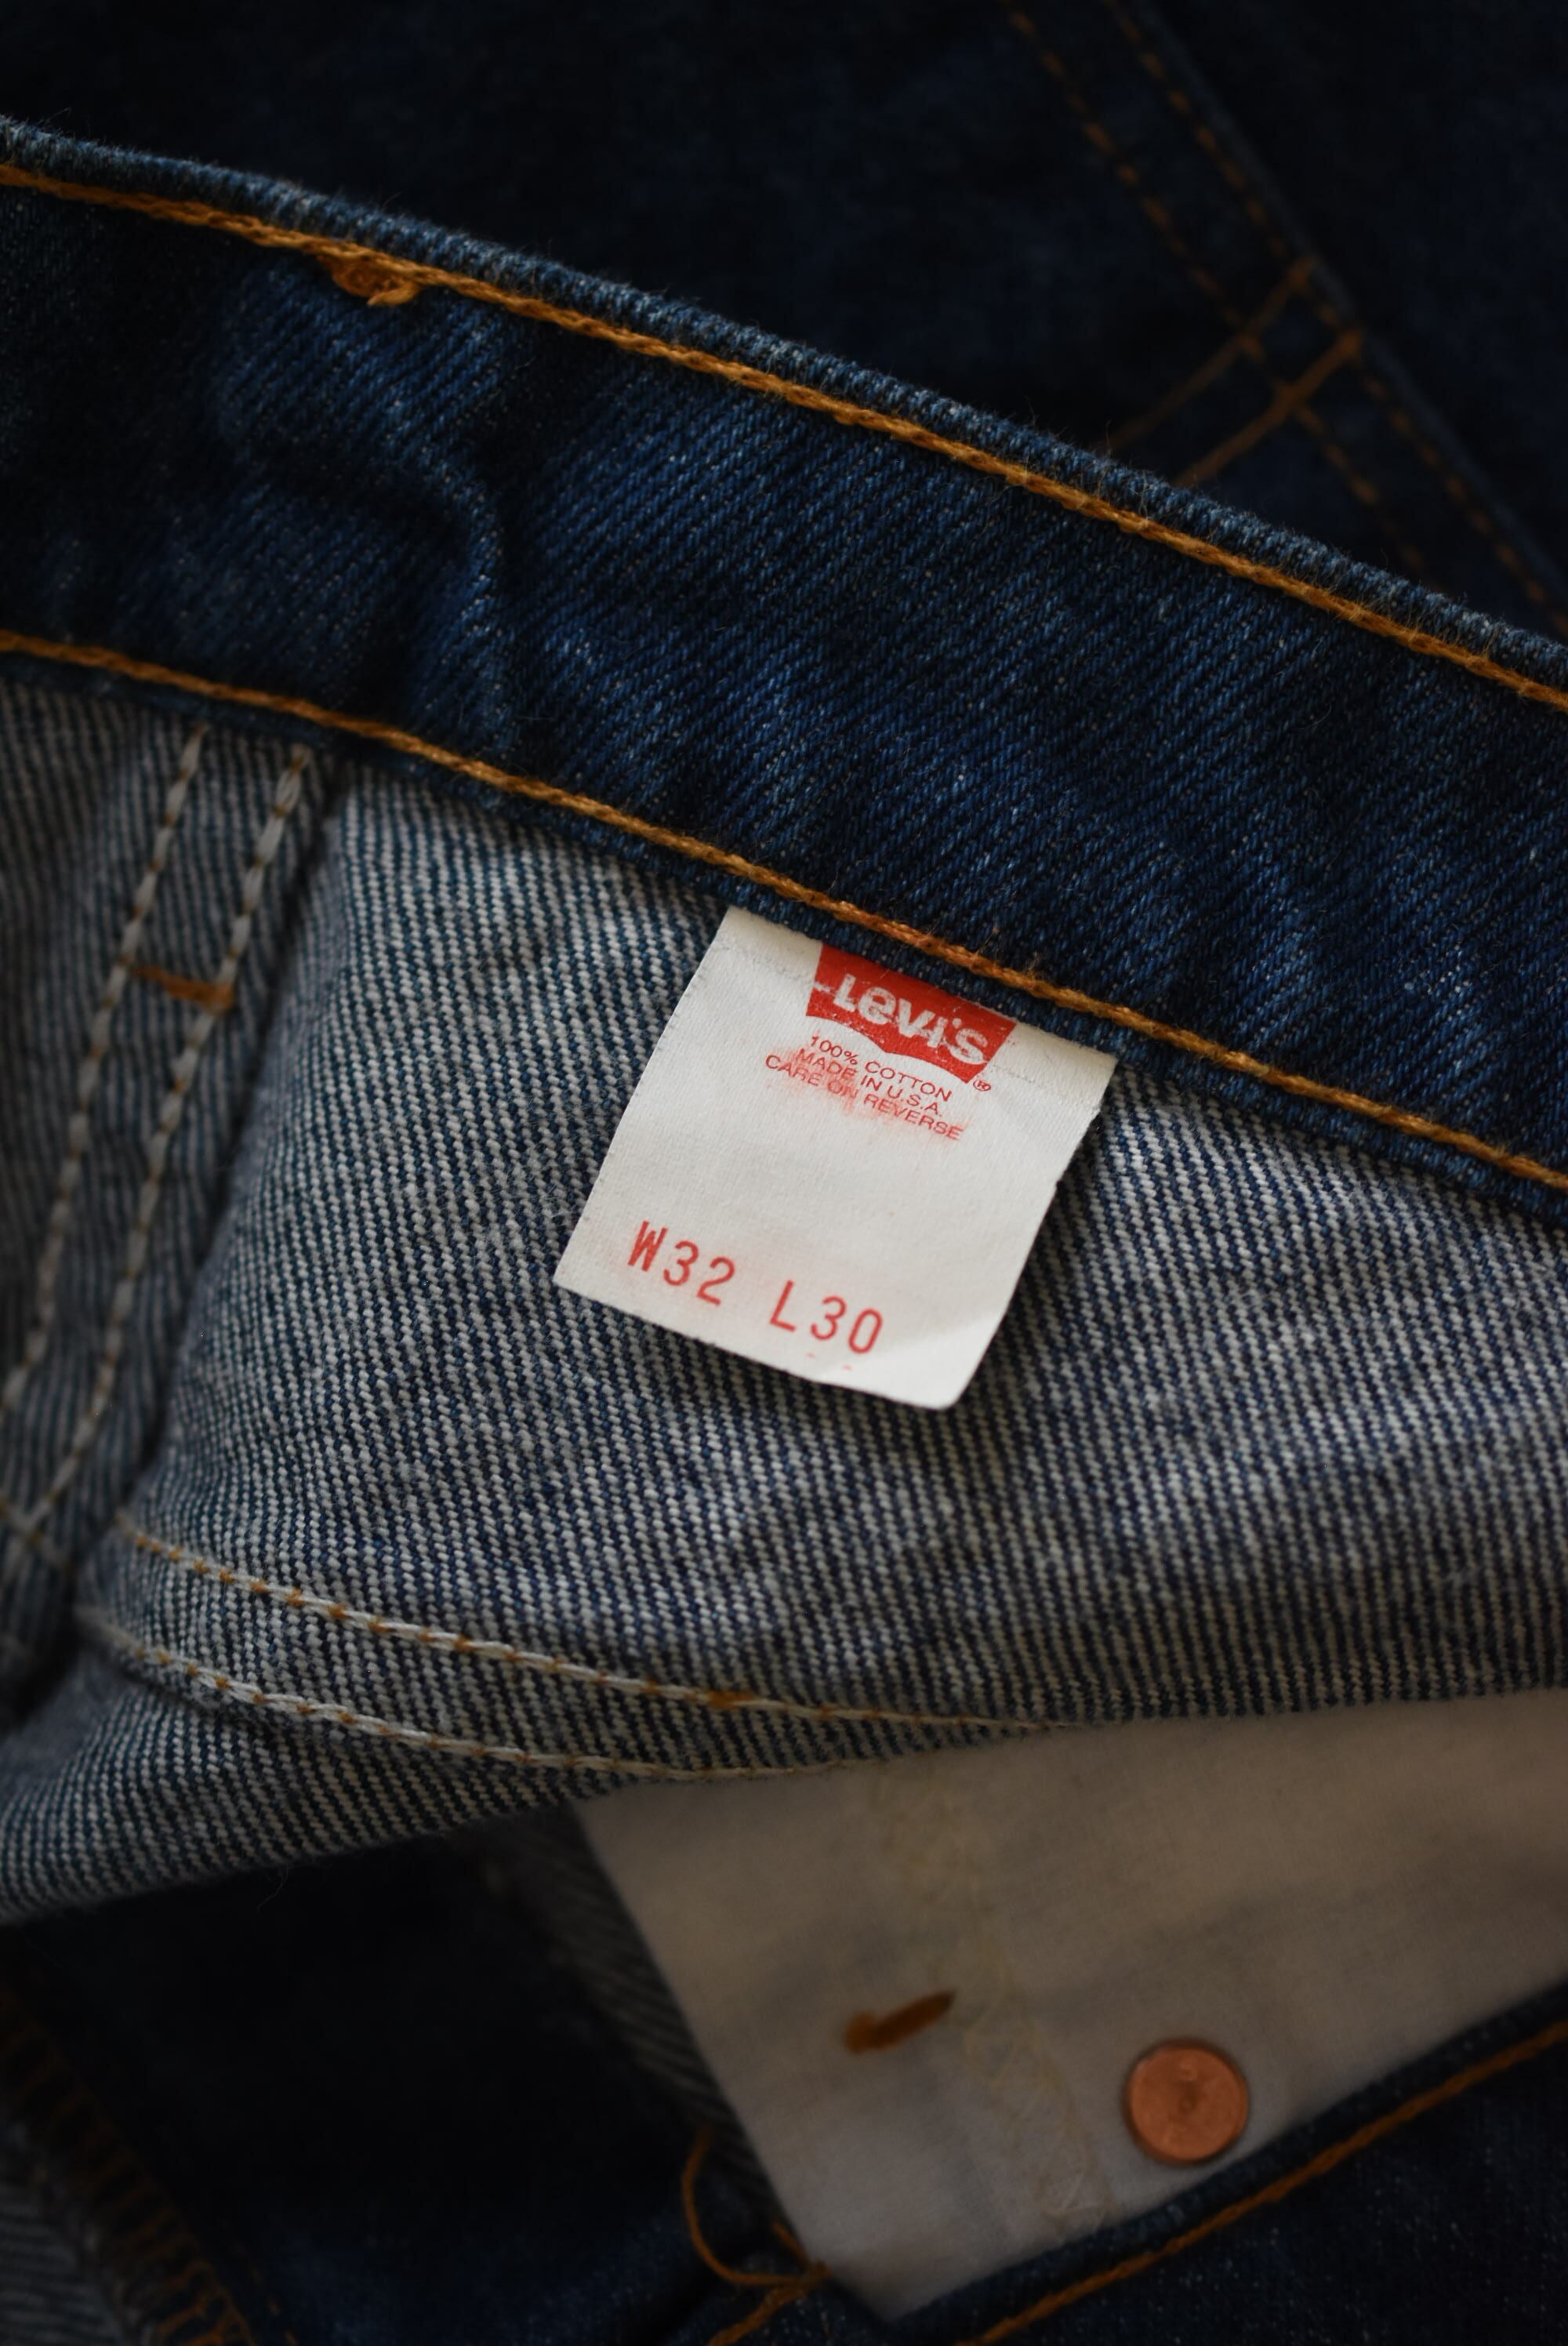 Levi's
®
100% COTTON
MADE IN U.S.A.
CARE ON REVERSE
W32 L30